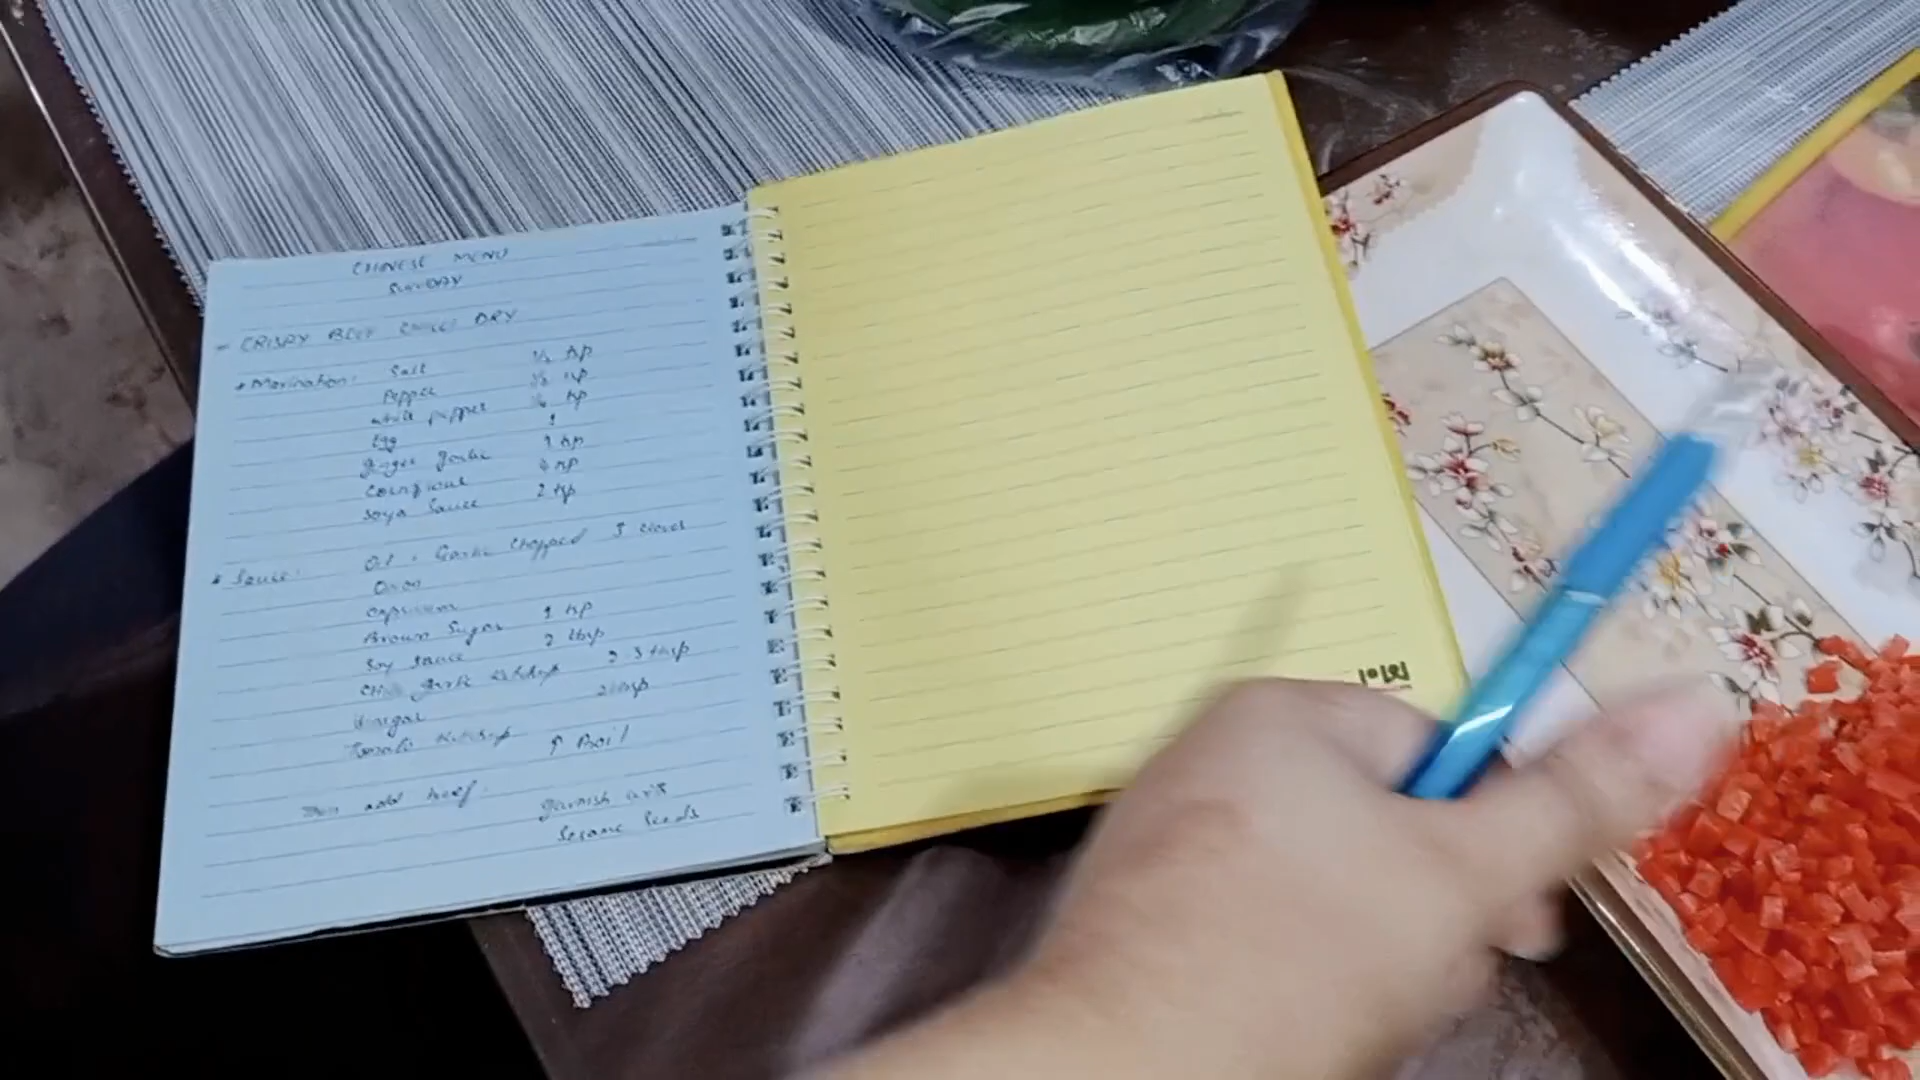 CHINESE MENU
SUNDAY
- CRISPY BEEF CHILLI DRY
* Marination: Salt 1/2 tsp
Pepper 1/2 tsp
white pepper tsp
Egg 1
Ginger garlic 1 tsp
Cornflour 4 tsp
Soya Sauce 2 tsp
* Sauce: Oil + Garlic chopped 3 cloves
Onion
Capsicum
Brown Sugar 1 tsp
Soy Sauce 2 tbsp
Chilli garlic Ketchup 2-3 tbsp
Vinegar 2 tbsp
Tomato Ketchup ↑ Boil
Then add beef.
Garnish with
Sesame Seeds